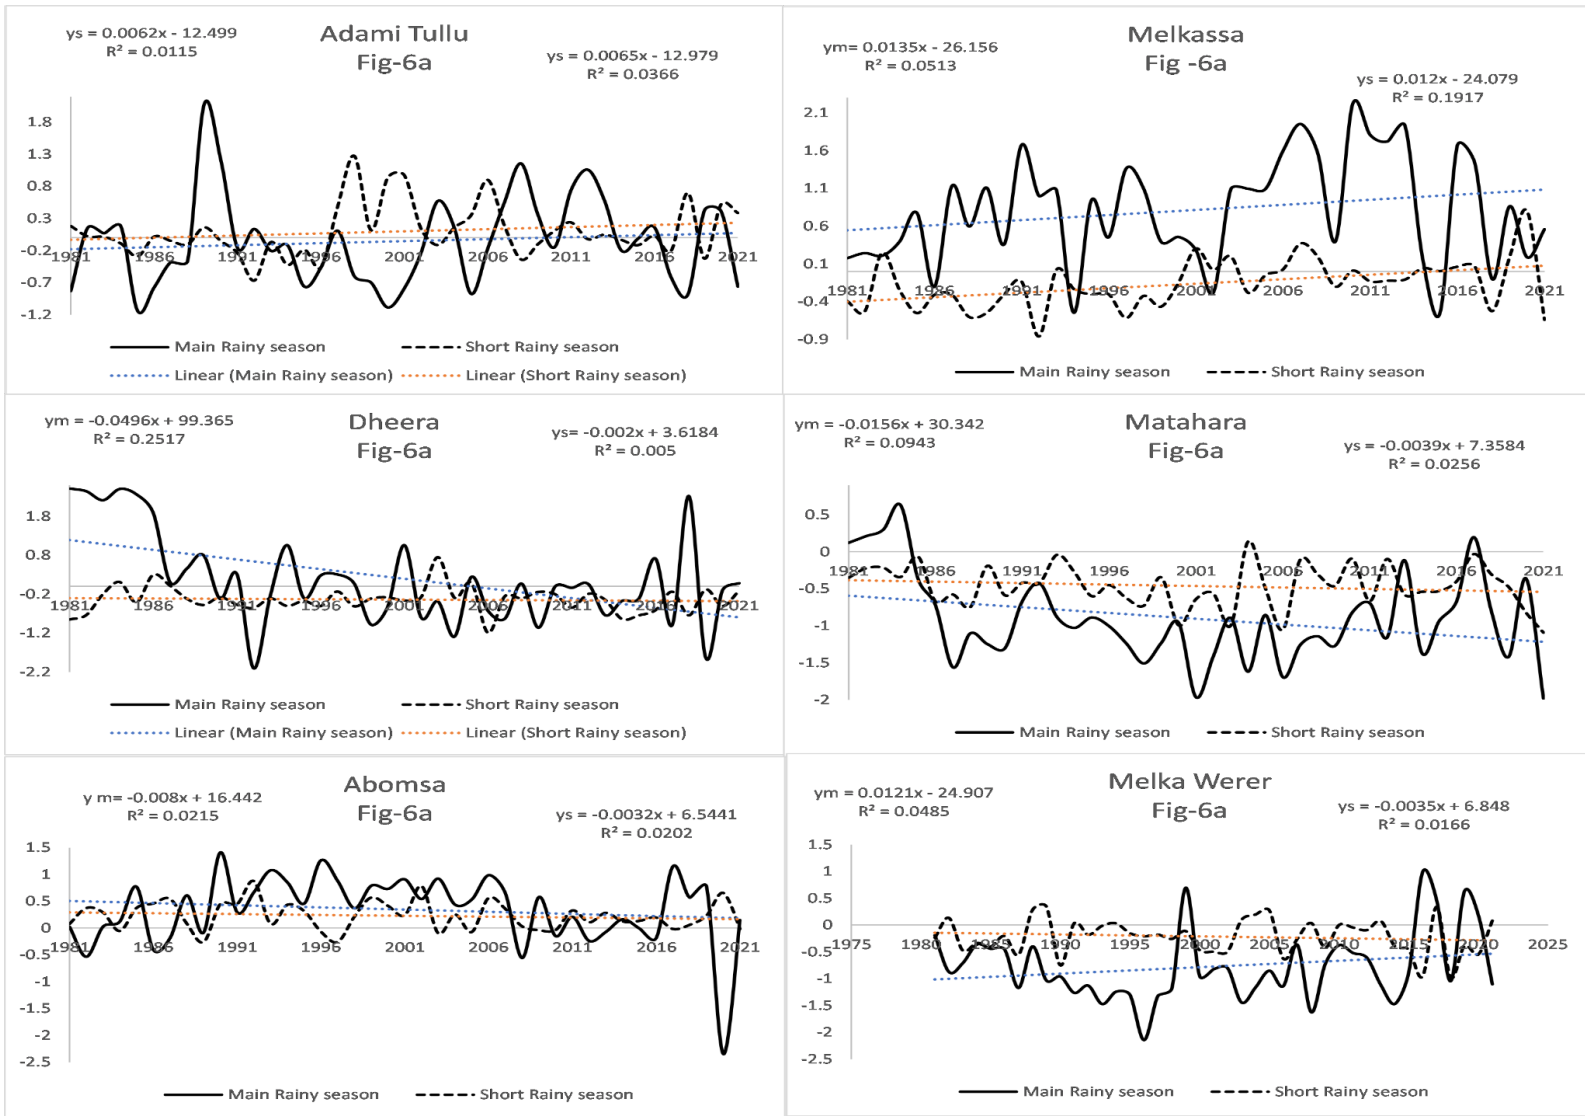 Adami Tullu
Fig-6a
ys = 0.0062x - 12.499
R² = 0.0115
ys = 0.0065x - 12.979
R² = 0.0366
1.8
1.3
0.8
0.3
-0.2
-0.7
-1.2
1981 1986 1991 1996 2001 2006 2011 2016 2021
Main Rainy season Short Rainy season
Linear (Main Rainy season) Linear (Short Rainy season)
Melkassa
Fig -6a
ym= 0.0135x - 26.156
R² = 0.0513
ys = 0.012x - 24.079
R² = 0.1917
2.1
1.6
1.1
0.6
0.1
-0.4
-0.9
1981 1986 1991 1996 2001 2006 2011 2016 2021
Main Rainy season Short Rainy season
Dheera
Fig-6a
ym = -0.0496x + 99.365
R² = 0.2517
ys= -0.002x + 3.6184
R² = 0.005
1.8
0.8
-0.2
-1.2
-2.2
1981 1986 1991 1996 2001 2006 2011 2016 2021
Main Rainy season Short Rainy season
Linear (Main Rainy season) Linear (Short Rainy season)
Matahara
Fig-6a
ym = -0.0156x + 30.342
R² = 0.0943
ys = -0.0039x + 7.3584
R² = 0.0256
0.5
0
-0.5
-1
-1.5
-2
1981 1986 1991 1996 2001 2006 2011 2016 2021
Main Rainy season Short Rainy season
Abomsa
Fig-6a
y m= -0.008x + 16.442
R² = 0.0215
ys = -0.0032x + 6.5441
R² = 0.0202
1.5
1
0.5
0
-0.5
-1
-1.5
-2
-2.5
1981 1986 1991 1996 2001 2006 2011 2016 2021
Main Rainy season Short Rainy season
Melka Werer
Fig-6a
ym = 0.0121x - 24.907
R² = 0.0485
ys = -0.0035x + 6.848
R² = 0.0166
1.5
1
0.5
0
-0.5
-1
-1.5
-2
-2.5
1975 1980 1985 1990 1995 2000 2005 2010 2015 2020 2025
Main Rainy season Short Rainy season